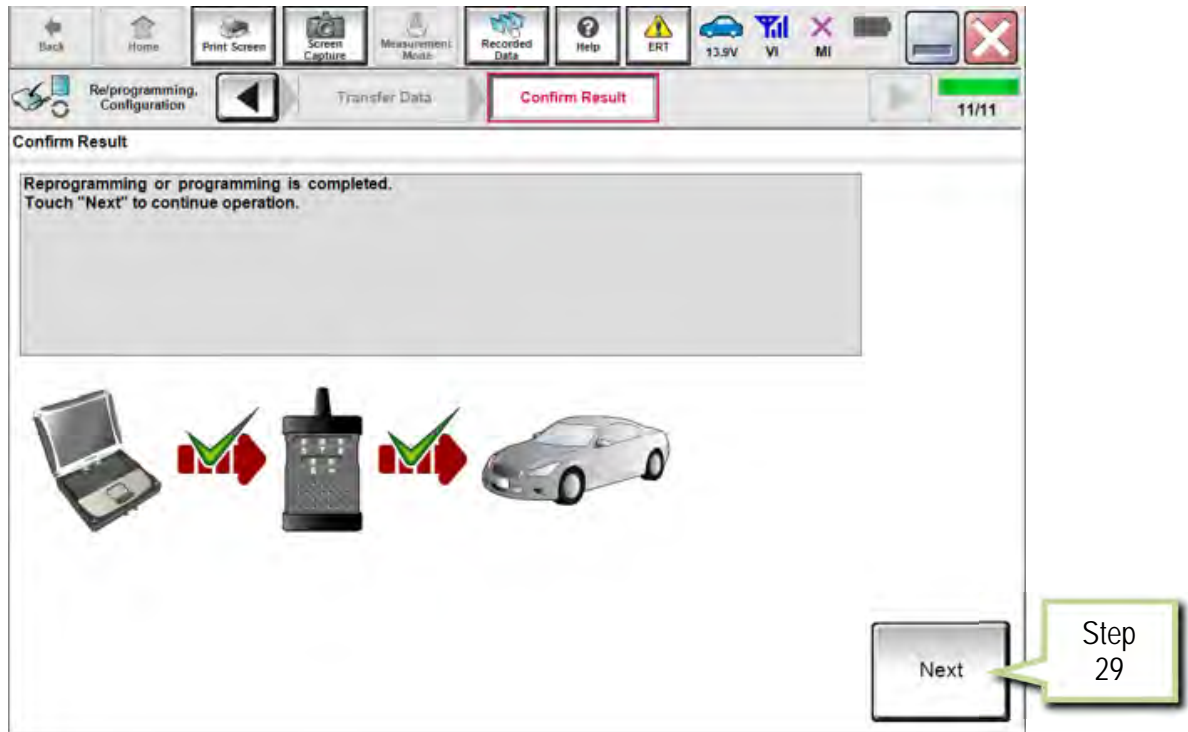 Back
Home
Print Screen
Screen
Capture
Measurement
Mode
Recorded
Data
Help
ERT
13.9V
VI
MI
Re/programming,
Configuration
Transfer Data
Confirm Result
11/11
Confirm Result
Reprogramming or programming is completed.
Touch "Next" to continue operation.
Next
Step
29